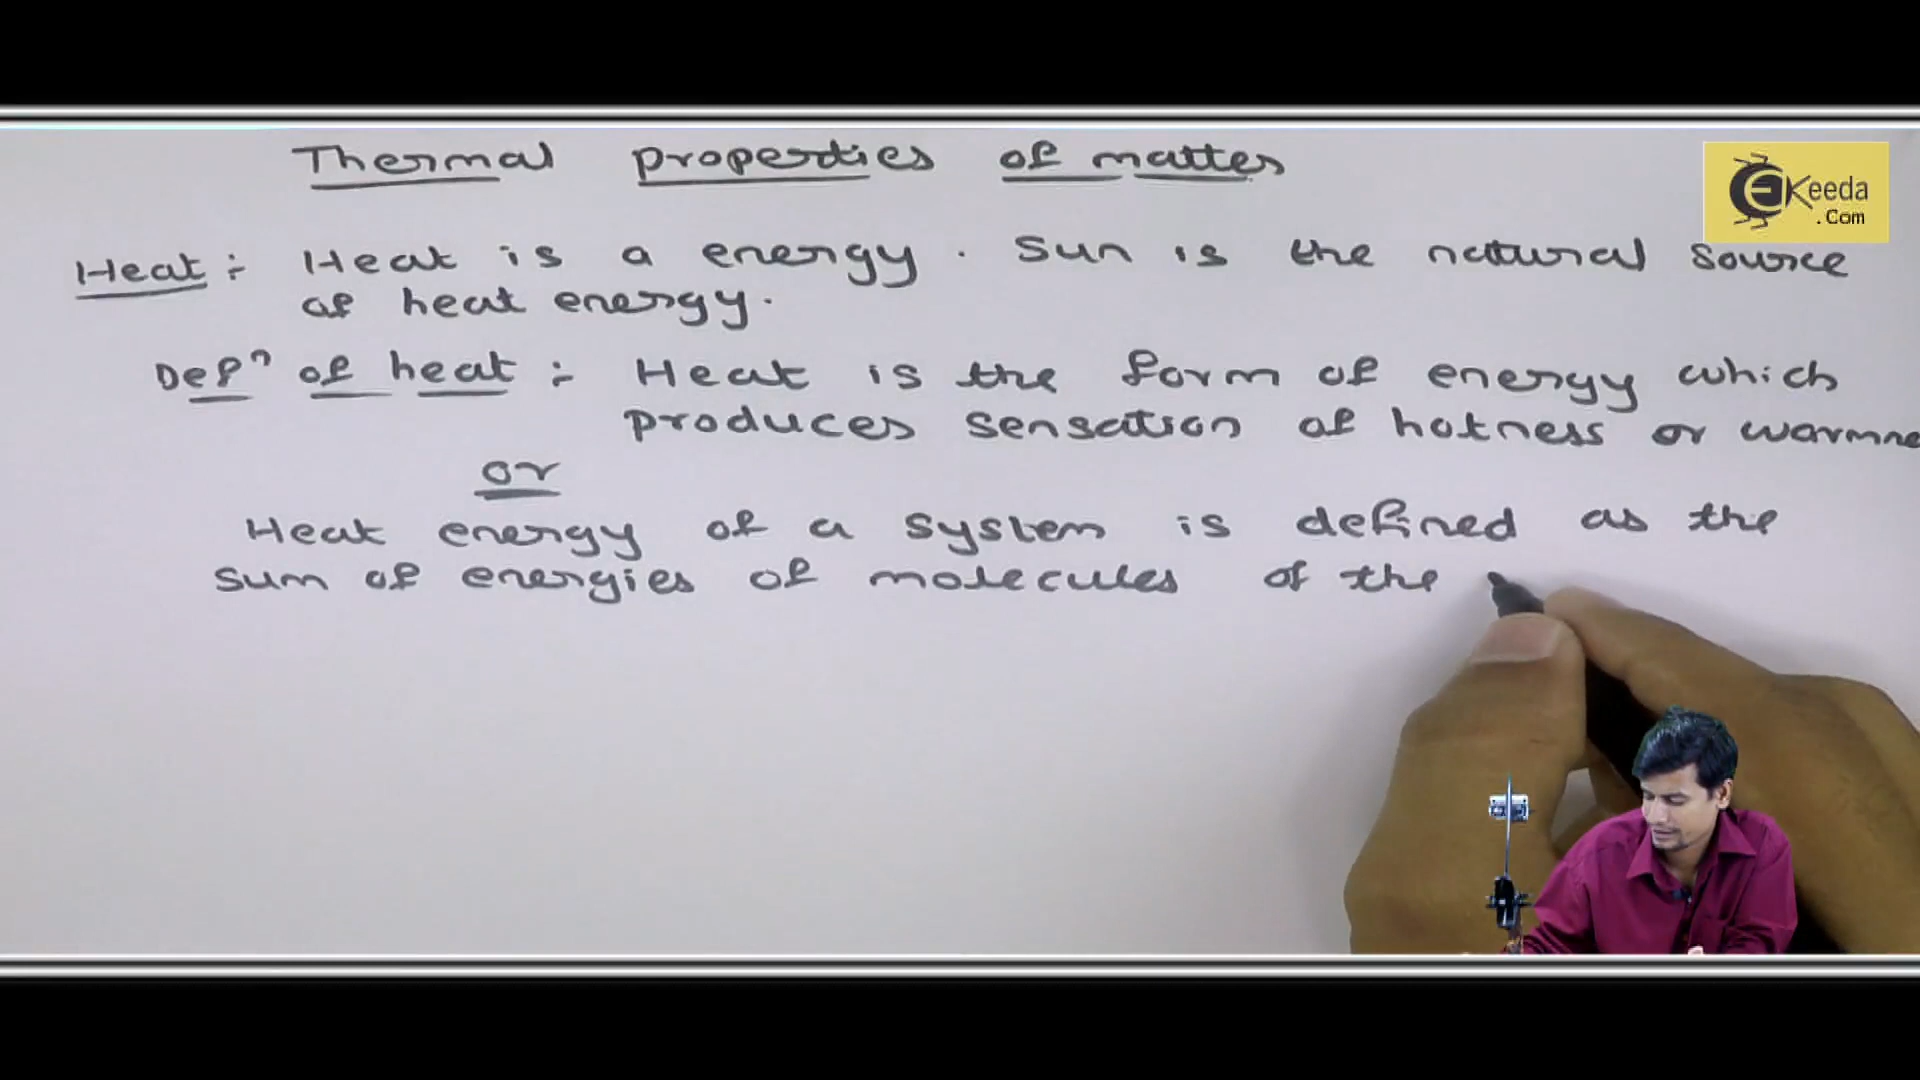 Thermal properties of matter
Keeda
.Com
Heat :- Heat is a energy. Sun is the natural source
of heat energy.
Defn of heat :- Heat is the form of energy which
produces sensation of hotness or warmne
or
Heat energy of a system is defined as the
sum of energies of molecules of the